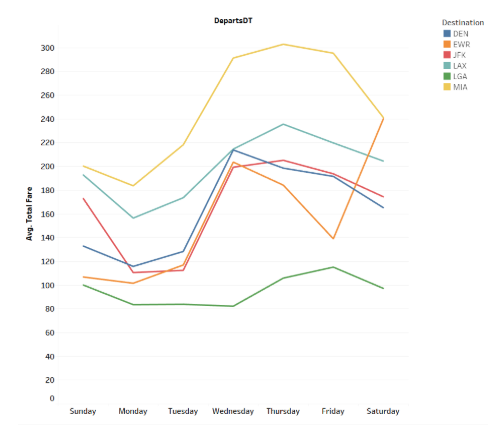 DepartsDT
Destination
DEN
EWR
JFK
LAX
LGA
MIA
Avg. Total Fare
300
280
260
240
220
200
180
160
140
120
100
80
60
40
20
0
Sunday Monday Tuesday Wednesday Thursday Friday Saturday